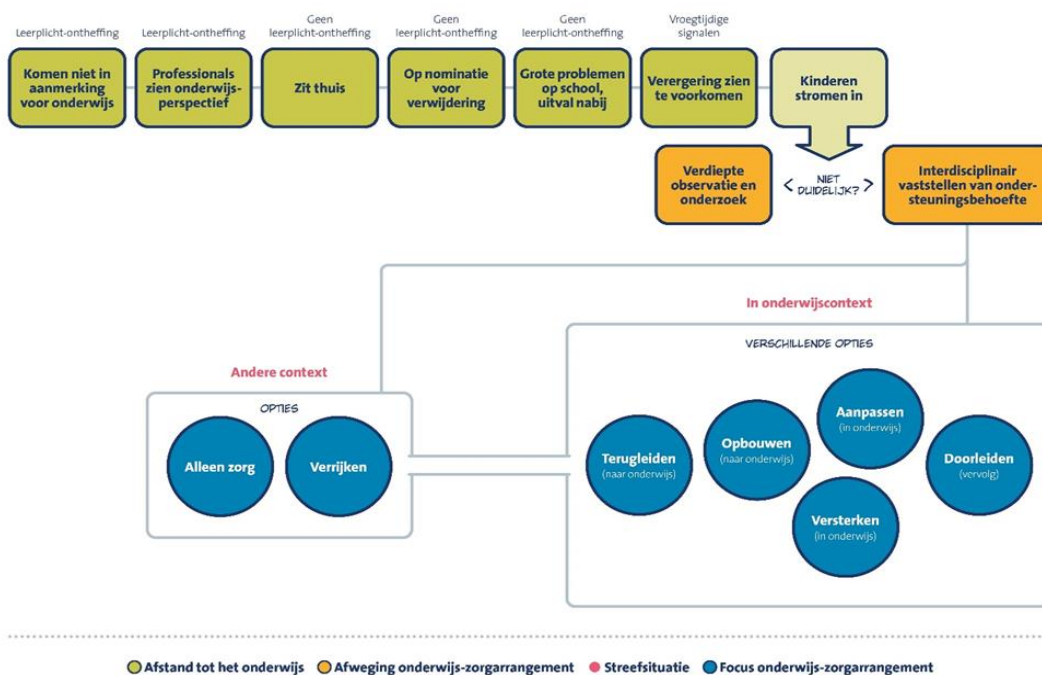 Leerplicht-ontheffing
Leerplicht-ontheffing
Geen
leerplicht-ontheffing
Geen
leerplicht-ontheffing
Geen
leerplicht-ontheffing
Vroegtijdige
signalen
Komen niet in
aanmerking
voor onderwijs
Professionals
zien onderwijs-
perspectief
Zit thuis
Op nominatie
voor
verwijdering
Grote problemen
op school,
uitval nabij
Verergering zien
te voorkomen
Kinderen
stromen in
Verdiepte
observatie en
onderzoek
< NIET >
DUIDELIJK?
Interdisciplinair
vaststellen van onder-
steuningsbehoefte
In onderwijscontext
VERSCHILLENDE OPTIES
Andere context
OPTIES
Alleen zorg
Verrijken
Terugleiden
(naar onderwijs)
Opbouwen
(naar onderwijs)
Aanpassen
(in onderwijs)
Versterken
(in onderwijs)
Doorleiden
(vervolg)
Afstand tot het onderwijs
Afweging onderwijs-zorgarrangement
Streefsituatie
Focus onderwijs-zorgarrangement